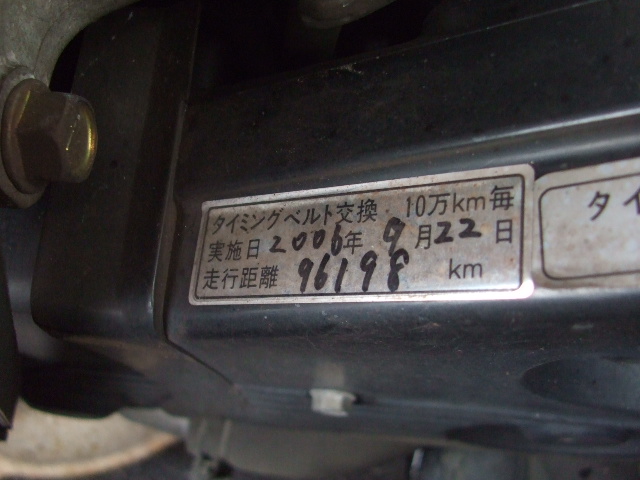 タイミングベルト交換 10万km毎
実施日 2006年 9月22日
走行距離 96198 km
タイ